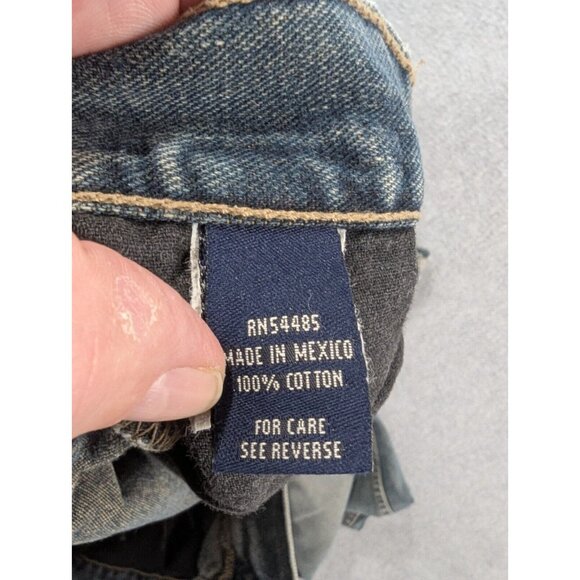 RN54485
MADE IN MEXICO
100% COTTON
FOR CARE
SEE REVERSE